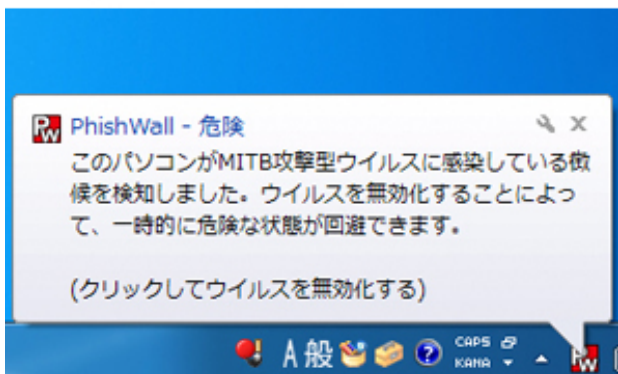 PhishWall - 危険
このパソコンがMITB攻撃型ウイルスに感染している徴
候を検知しました。ウイルスを無効化することによっ
て、一時的に危険な状態が回避できます。
(クリックしてウイルスを無効化する)
A 般 CAPS
KANA
PW